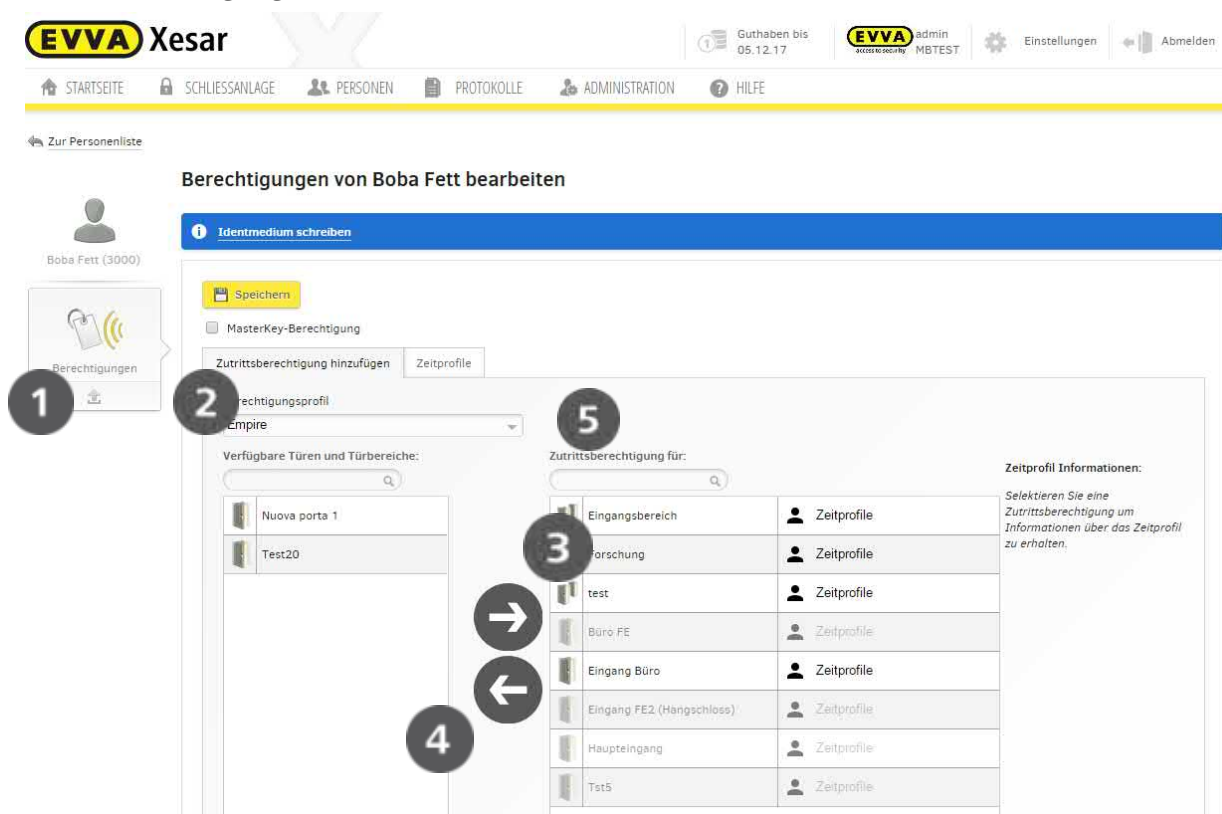 EVVA Xesar
Guthaben bis
05.12.17
EVVA
access to security
admin
MBTEST
Einstellungen
Abmelden
STARTSEITE
SCHLIESSANLAGE
PERSONEN
PROTOKOLLE
ADMINISTRATION
HILFE
Zur Personenliste
Berechtigungen von Boba Fett bearbeiten
Identmedium schreiben
Boba Fett (3000)
Speichern
MasterKey-Berechtigung
Berechtigungen
Zutrittsberechtigung hinzufügen
Zeitprofile
1
2
rechtigungsprofil
5
Empire
Verfügbare Türen und Türbereiche:
Zutrittsberechtigung für:
Zeitprofil Informationen:
Selektieren Sie eine
Zutrittsberechtigung um
Informationen über das Zeitprofil
zu erhalten.
Nuova porta 1
Test20
3
Eingangsbereich Zeitprofile
Forschung Zeitprofile
test Zeitprofile
Büro FE Zeitprofile
Eingang Büro Zeitprofile
Eingang FE2 (Hangschloss) Zeitprofile
4
Haupteingang Zeitprofile
Tst5 Zeitprofile